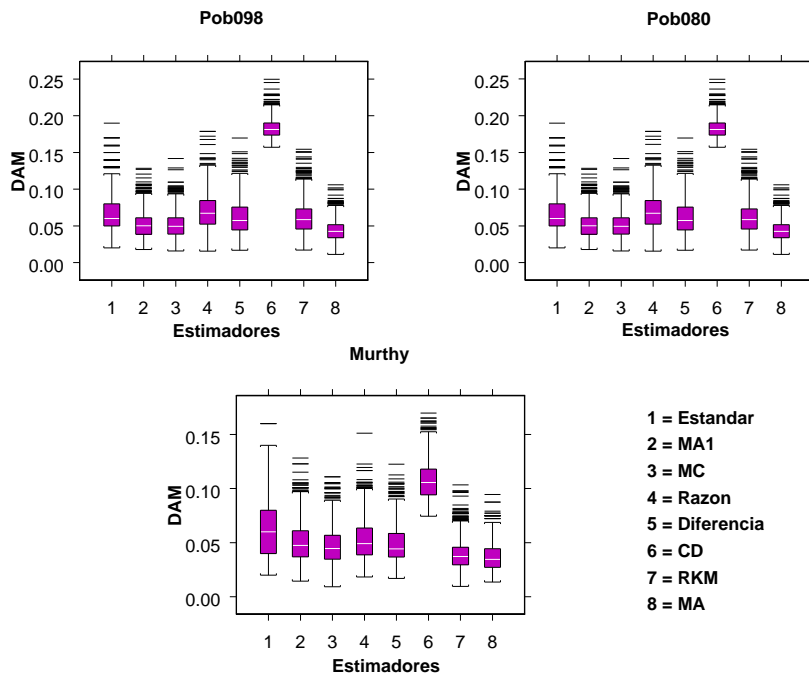 Pob098
DAM
0.25
0.20
0.15
0.10
0.05
0.00
1 2 3 4 5 6 7 8
Estimadores
Pob080
DAM
0.25
0.20
0.15
0.10
0.05
0.00
1 2 3 4 5 6 7 8
Estimadores
Murthy
DAM
0.15
0.10
0.05
0.00
1 2 3 4 5 6 7 8
Estimadores
1 = Estandar
2 = MA1
3 = MC
4 = Razon
5 = Diferencia
6 = CD
7 = RKM
8 = MA